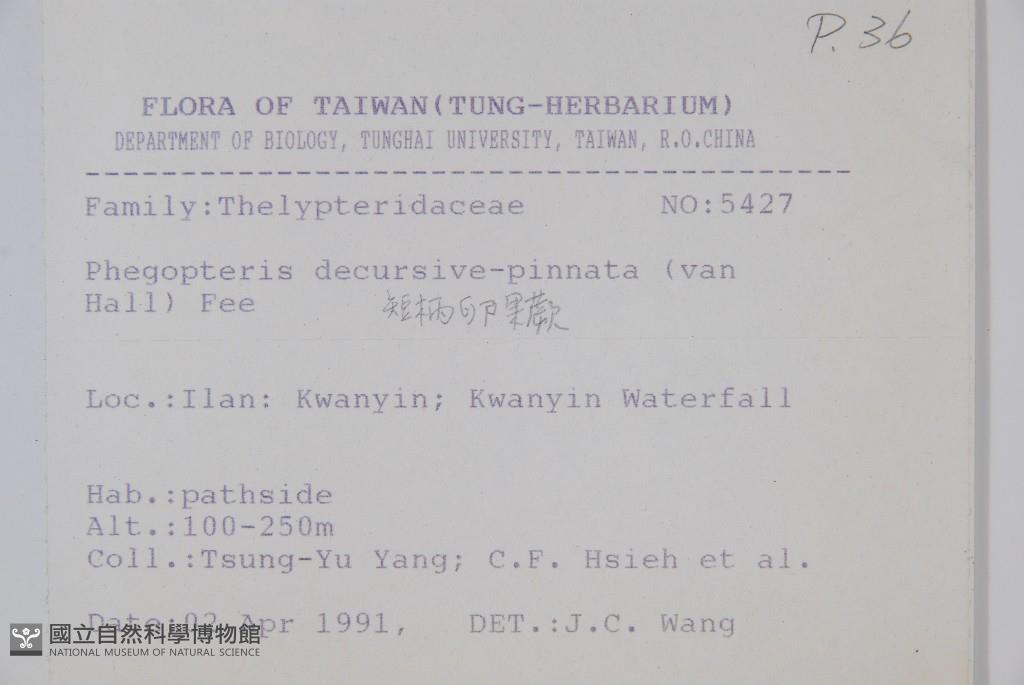 P. 36
FLORA OF TAIWAN(TUNG-HERBARIUM)
DEPARTMENT OF BIOLOGY, TUNGHAI UNIVERSITY, TAIWAN, R.O.CHINA
----------------------------------------
Family:Thelypteridaceae NO:5427
Phegopteris decursive-pinnata (van
Hall) Fee 短柄卵果蕨
Loc.:Ilan: Kwanyin; Kwanyin Waterfall
Hab.:pathside
Alt.:100-250m
Coll.:Tsung-Yu Yang; C.F. Hsieh et al.
Date:02 Apr 1991, DET.:J.C. Wang
國立自然科學博物館
NATIONAL MUSEUM OF NATURAL SCIENCE